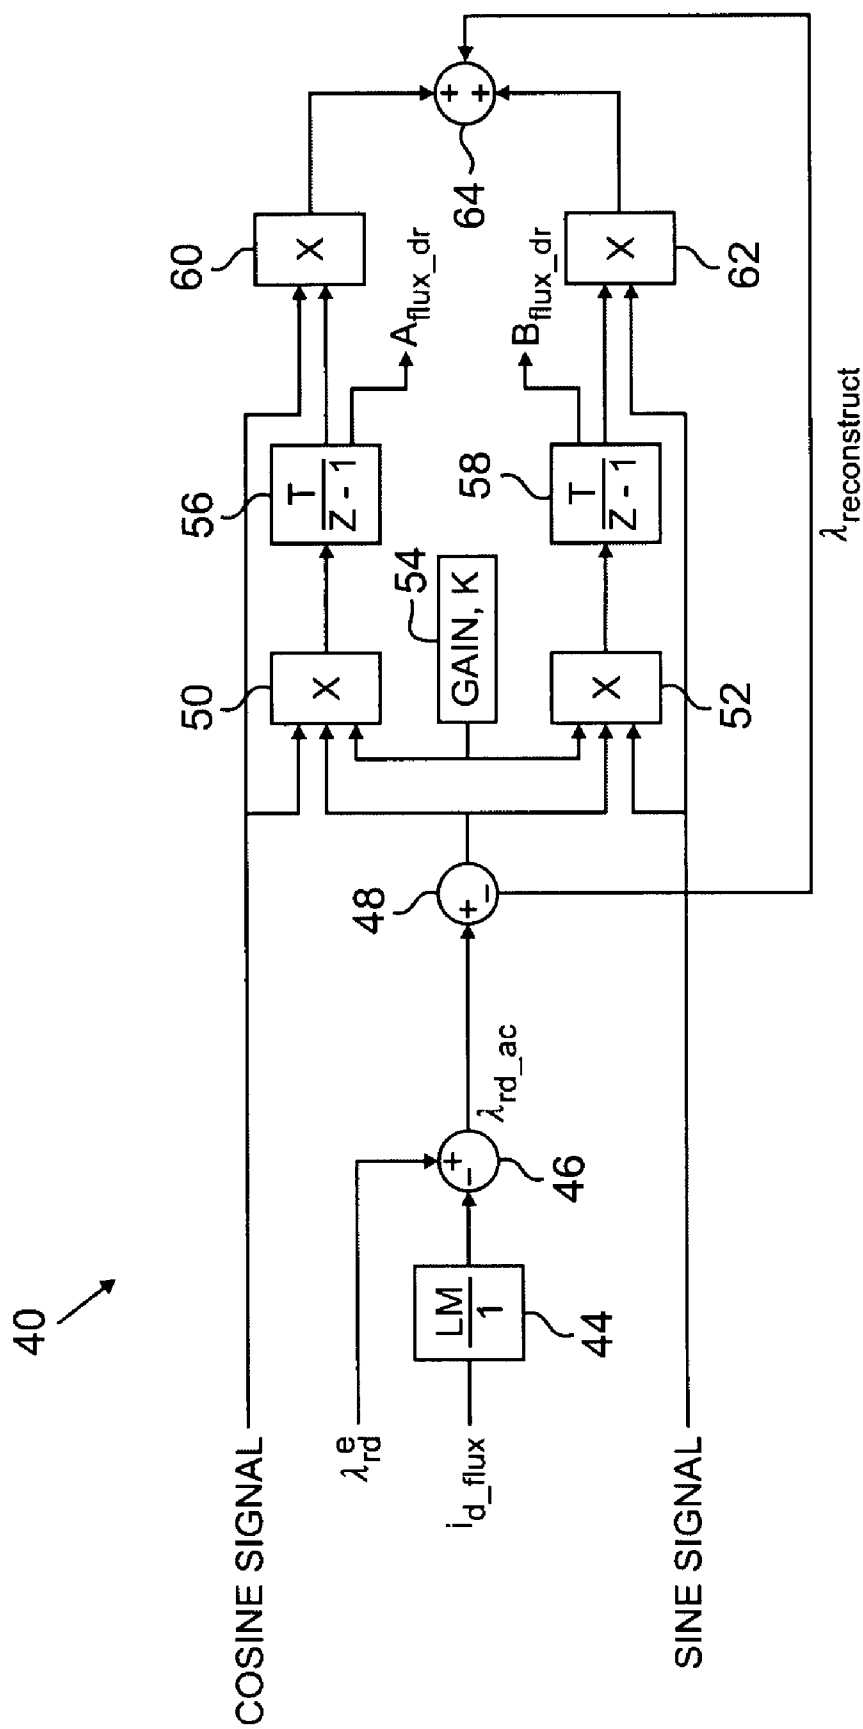 40
COSINE SIGNAL
λ^e_rd
i_d_flux
SINE SIGNAL
LM
1
44
+
−
46
λ_rd_ac
+
−
48
50
X
GAIN, K
54
X
52
56
T
Z - 1
58
T
Z - 1
A_flux_dr
B_flux_dr
60
X
X
62
+
+
64
λ_reconstruct